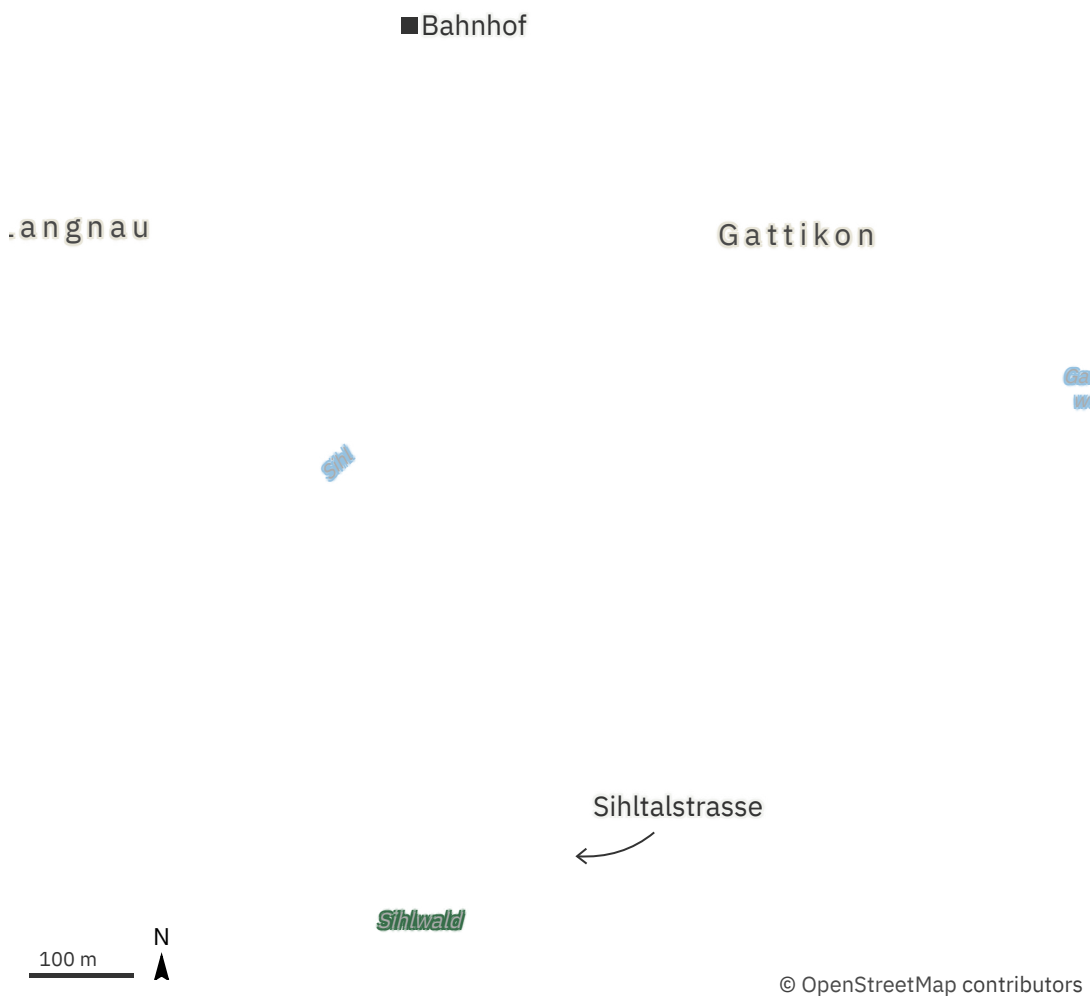 Bahnhof
angnau
Gattikon
Sihl
Sihltalstrasse
Sihlwald
N
100 m
© OpenStreetMap contributors